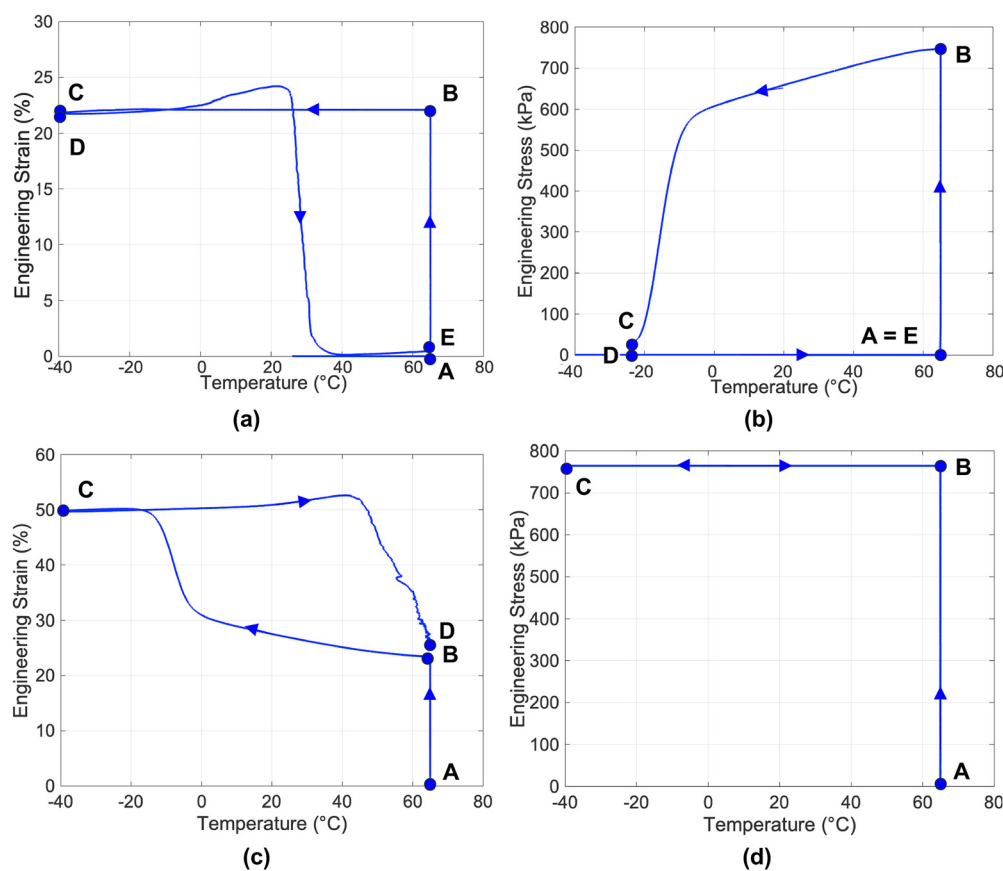 30
25
20
15
10
5
0
-40
-20
0
20
40
60
80
Engineering Strain (%)
Temperature (°C)
C
D
B
E
A
(a)
800
700
600
500
400
300
200
100
0
-40
-20
0
20
40
60
80
Engineering Stress (kPa)
Temperature (°C)
B
C
D
A = E
(b)
60
50
40
30
20
10
0
-40
-20
0
20
40
60
80
Engineering Strain (%)
Temperature (°C)
C
D
B
A
(c)
800
700
600
500
400
300
200
100
0
-40
-20
0
20
40
60
80
Engineering Stress (kPa)
Temperature (°C)
C
B
A
(d)